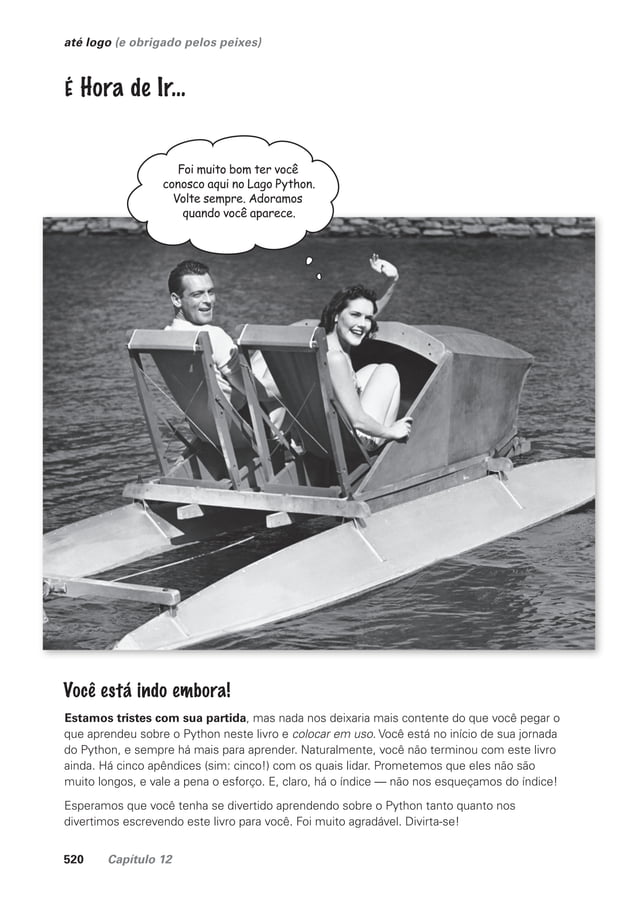 até logo (e obrigado pelos peixes)
É Hora de Ir...
Foi muito bom ter você
conosco aqui no Lago Python.
Volte sempre. Adoramos
quando você aparece.
Você está indo embora!
Estamos tristes com sua partida, mas nada nos deixaria mais contente do que você pegar o
que aprendeu sobre o Python neste livro e colocar em uso. Você está no início de sua jornada
do Python, e sempre há mais para aprender. Naturalmente, você não terminou com este livro
ainda. Há cinco apêndices (sim: cinco!) com os quais lidar. Prometemos que eles não são
muito longos, e vale a pena o esforço. E, claro, há o índice — não nos esqueçamos do índice!
Esperamos que você tenha se divertido aprendendo sobre o Python tanto quanto nos
divertimos escrevendo este livro para você. Foi muito agradável. Divirta-se!
520 Capítulo 12